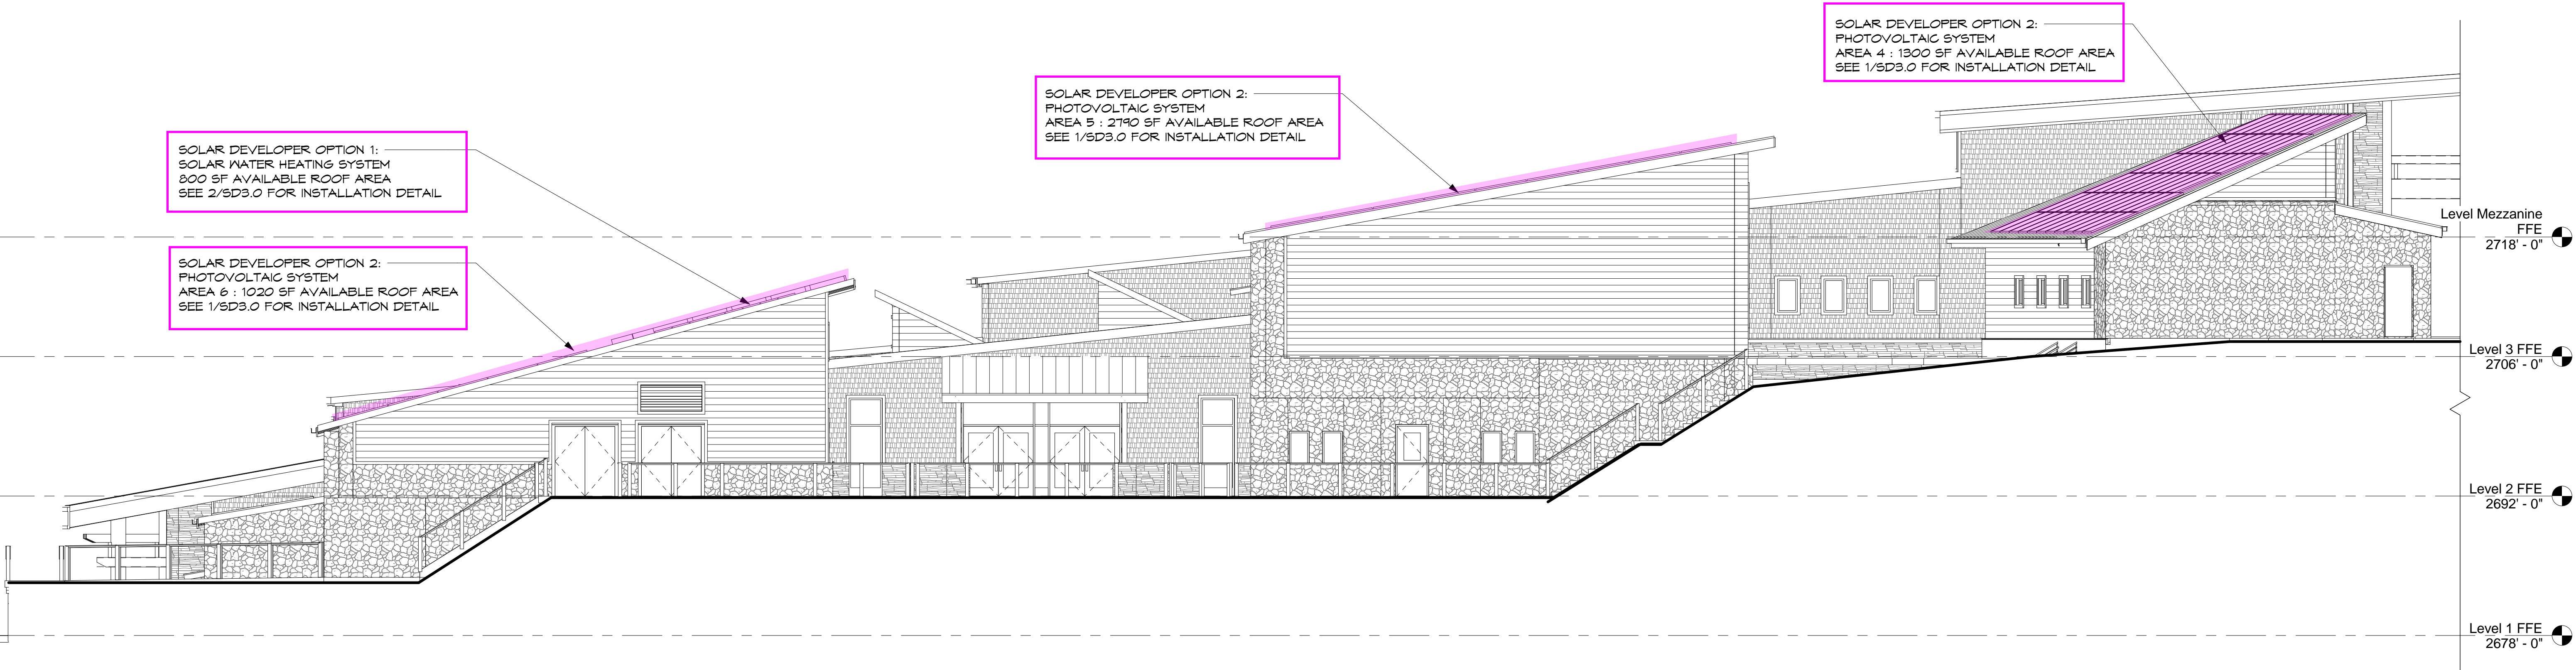 SOLAR DEVELOPER OPTION 2:
PHOTOVOLTAIC SYSTEM
AREA 4 : 1300 SF AVAILABLE ROOF AREA
SEE 1/SD3.0 FOR INSTALLATION DETAIL
SOLAR DEVELOPER OPTION 2:
PHOTOVOLTAIC SYSTEM
AREA 5 : 2790 SF AVAILABLE ROOF AREA
SEE 1/SD3.0 FOR INSTALLATION DETAIL
SOLAR DEVELOPER OPTION 1:
SOLAR WATER HEATING SYSTEM
800 SF AVAILABLE ROOF AREA
SEE 2/SD3.0 FOR INSTALLATION DETAIL
SOLAR DEVELOPER OPTION 2:
PHOTOVOLTAIC SYSTEM
AREA 6 : 1020 SF AVAILABLE ROOF AREA
SEE 1/SD3.0 FOR INSTALLATION DETAIL
Level Mezzanine
FFE
2718' - 0"
Level 3 FFE
2706' - 0"
Level 2 FFE
2692' - 0"
Level 1 FFE
2678' - 0"